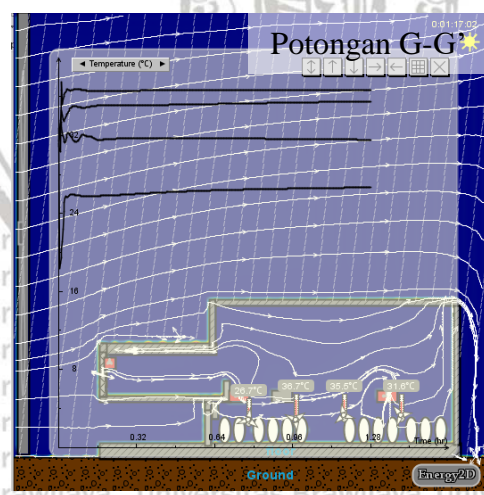 0:01:17:02
Potongan G-G'
◄ Temperature (°C) ►
32
24
16
8
26.7°C 36.7°C 35.5°C 31.6°C
0.32 0.64 0.96 1.28 Time (hr)
Ground
Energy2D